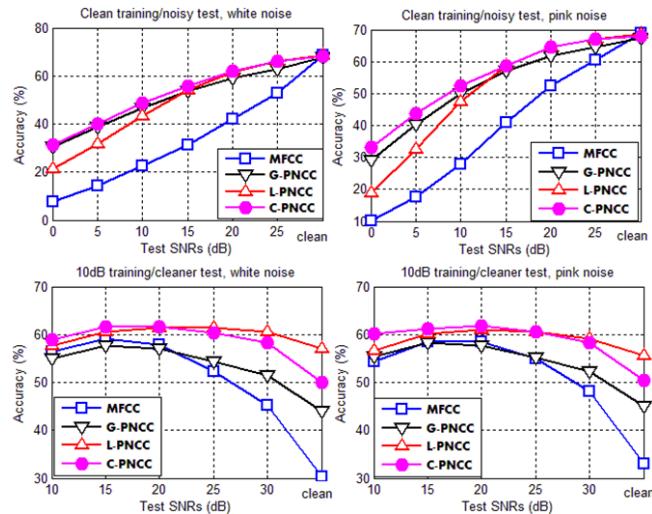 Clean training/noisy test, white noise
80
60
40
20
0
Accuracy (%)
MFCC
G-PNCC
L-PNCC
C-PNCC
0 5 10 15 20 25 clean
Test SNRs (dB)
Clean training/noisy test, pink noise
70
60
50
40
30
20
10
Accuracy (%)
MFCC
G-PNCC
L-PNCC
C-PNCC
0 5 10 15 20 25 clean
Test SNRs (dB)
10dB training/cleaner test, white noise
70
60
50
40
30
Accuracy (%)
MFCC
G-PNCC
L-PNCC
C-PNCC
10 15 20 25 30 clean
Test SNRs (dB)
10dB training/cleaner test, pink noise
70
60
50
40
30
Accuracy (%)
MFCC
G-PNCC
L-PNCC
C-PNCC
10 15 20 25 30 clean
Test SNRs (dB)